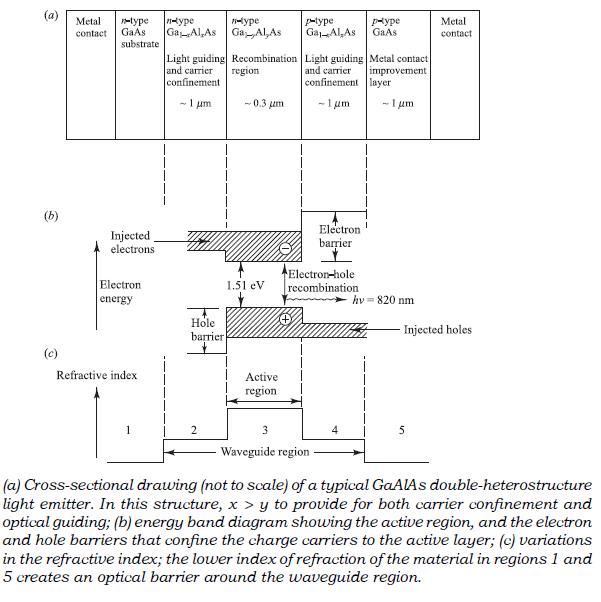 (a)
Metal
contact
n-type
GaAs
substrate
n-type
Ga1–xAlxAs
Light guiding
and carrier
confinement
~ 1 μm
n-type
Ga1–yAlyAs
Recombination
region
~ 0.3 μm
p-type
Ga1–xAlxAs
Light guiding
and carrier
confinement
~ 1 μm
p-type
GaAs
Metal contact
improvement
layer
~ 1 μm
Metal
contact
(b)
Electron
energy
Injected
electrons
–
Electron
barrier
1.51 eV
Electron–hole
recombination
hν = 820 nm
Hole
barrier
+
Injected holes
(c)
Refractive index
Active
region
1
2
3
4
5
Waveguide region
(a) Cross-sectional drawing (not to scale) of a typical GaAlAs double-heterostructure
light emitter. In this structure, x > y to provide for both carrier confinement and
optical guiding; (b) energy band diagram showing the active region, and the electron
and hole barriers that confine the charge carriers to the active layer; (c) variations
in the refractive index; the lower index of refraction of the material in regions 1 and
5 creates an optical barrier around the waveguide region.